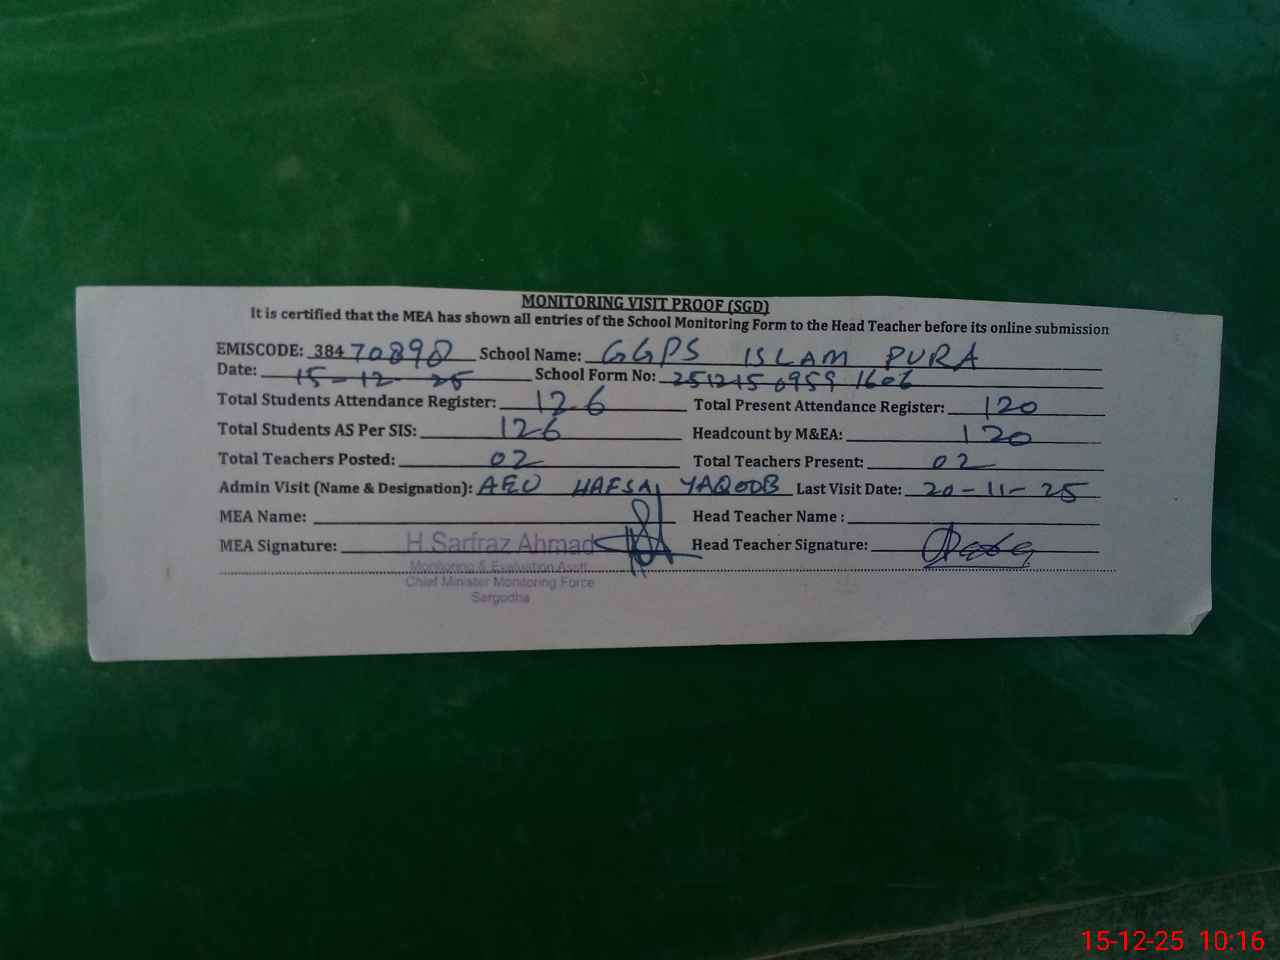 MONITORING VISIT PROOF (SGD)
It is certified that the MEA has shown all entries of the School Monitoring Form to the Head Teacher before its online submission
EMISCODE: 38470898 School Name: GGPS ISLAM PURA
Date: 15-12-25 School Form No: 251215 0959 1606
Total Students Attendance Register: 126 Total Present Attendance Register: 120
Total Students AS Per SIS: 126 Headcount by M&EA: 120
Total Teachers Posted: 02 Total Teachers Present: 02
Admin Visit (Name & Designation): AEO HAFSA YAQOOB Last Visit Date: 20-11-25
MEA Name: Head Teacher Name :
MEA Signature: H.Sarfraz Ahmad Head Teacher Signature:
Monitoring & Evaluation Asstt
Chief Minister Monitoring Force
Sargodha
15-12-25 10:16